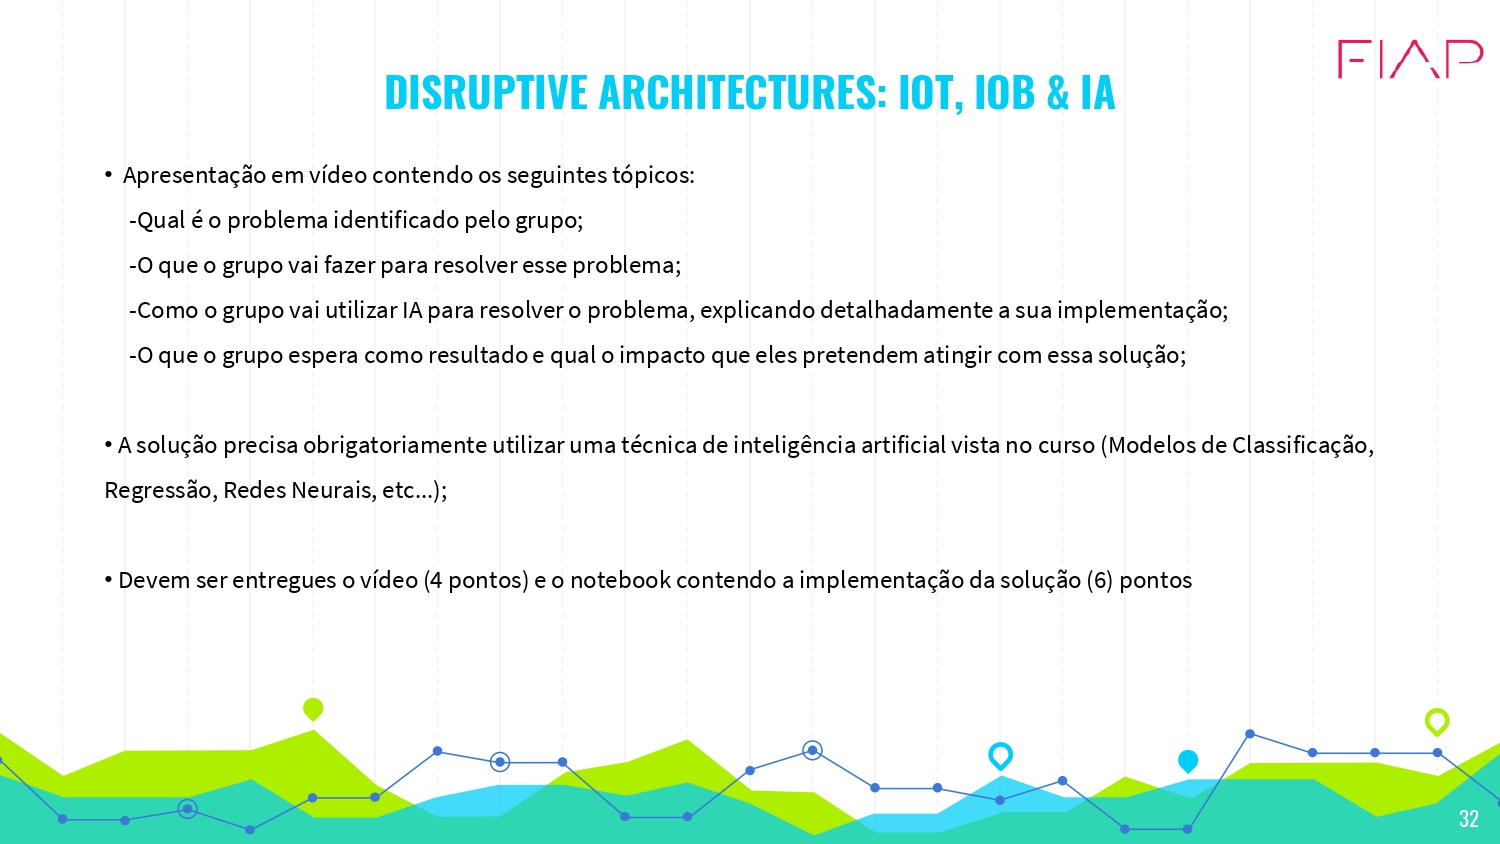 FIAP
DISRUPTIVE ARCHITECTURES: IOT, IOB & IA
• Apresentação em vídeo contendo os seguintes tópicos:
-Qual é o problema identificado pelo grupo;
-O que o grupo vai fazer para resolver esse problema;
-Como o grupo vai utilizar IA para resolver o problema, explicando detalhadamente a sua implementação;
-O que o grupo espera como resultado e qual o impacto que eles pretendem atingir com essa solução;
• A solução precisa obrigatoriamente utilizar uma técnica de inteligência artificial vista no curso (Modelos de Classificação,
Regressão, Redes Neurais, etc...);
• Devem ser entregues o vídeo (4 pontos) e o notebook contendo a implementação da solução (6) pontos
32